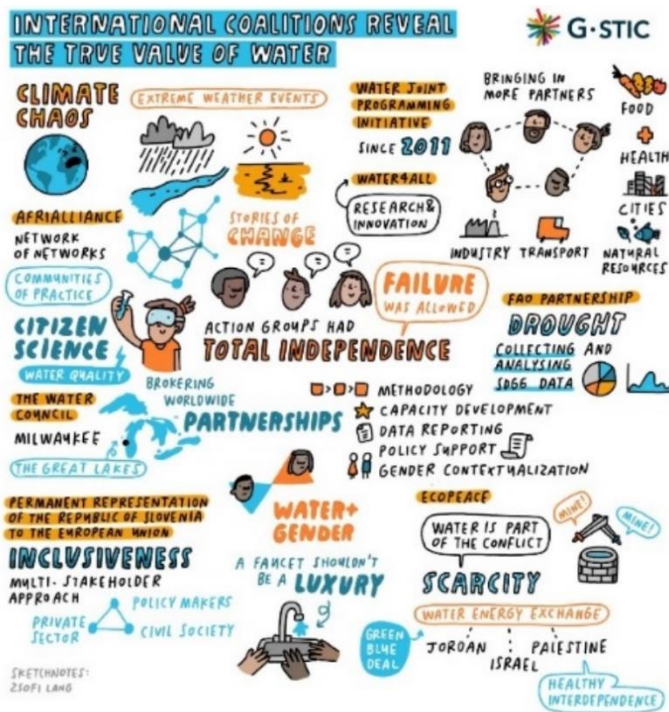 INTERNATIONAL COALITIONS REVEAL
THE TRUE VALUE OF WATER
G·STIC
CLIMATE
CHAOS
EXTREME WEATHER EVENTS
WATER JOINT
PROGRAMMING
INITIATIVE
SINCE 2011
WATER4ALL
RESEARCH&
INNOVATION
BRINGING IN
MORE PARTNERS
FOOD
HEALTH
CITIES
NATURAL
RESOURCES
INDUSTRY
TRANSPORT
AFRIALLIANCE
NETWORK
OF NETWORKS
COMMUNITIES
OF PRACTICE
STORIES OF
CHANGE
FAILURE
WAS ALLOWED
ACTION GROUPS HAD
TOTAL INDEPENDENCE
CITIZEN
SCIENCE
WATER QUALITY
FAO PARTNERSHIP
DROUGHT
COLLECTING AND
ANALYSING
SDG6 DATA
THE WATER
COUNCIL
MILWAUKEE
THE GREAT LAKES
BROKERING
WORLDWIDE
PARTNERSHIPS
METHODOLOGY
CAPACITY DEVELOPMENT
DATA REPORTING
POLICY SUPPORT
GENDER CONTEXTUALIZATION
PERMANENT REPRESENTATION
OF THE REPUBLIC OF SLOVENIA
TO THE EUROPEAN UNION
INCLUSIVENESS
MULTI-STAKEHOLDER
APPROACH
POLICY MAKERS
PRIVATE
SECTOR
CIVIL SOCIETY
WATER+
GENDER
A FAUCET SHOULDN'T
BE A LUXURY
ECOPEACE
WATER IS PART
OF THE CONFLICT
MINE!
MINE!
SCARCITY
WATER ENERGY EXCHANGE
GREEN
BLUE
DEAL
JORDAN
ISRAEL
PALESTINE
HEALTHY
INTERDEPENDENCE
SKETCHNOTES:
ZSOFI LANG